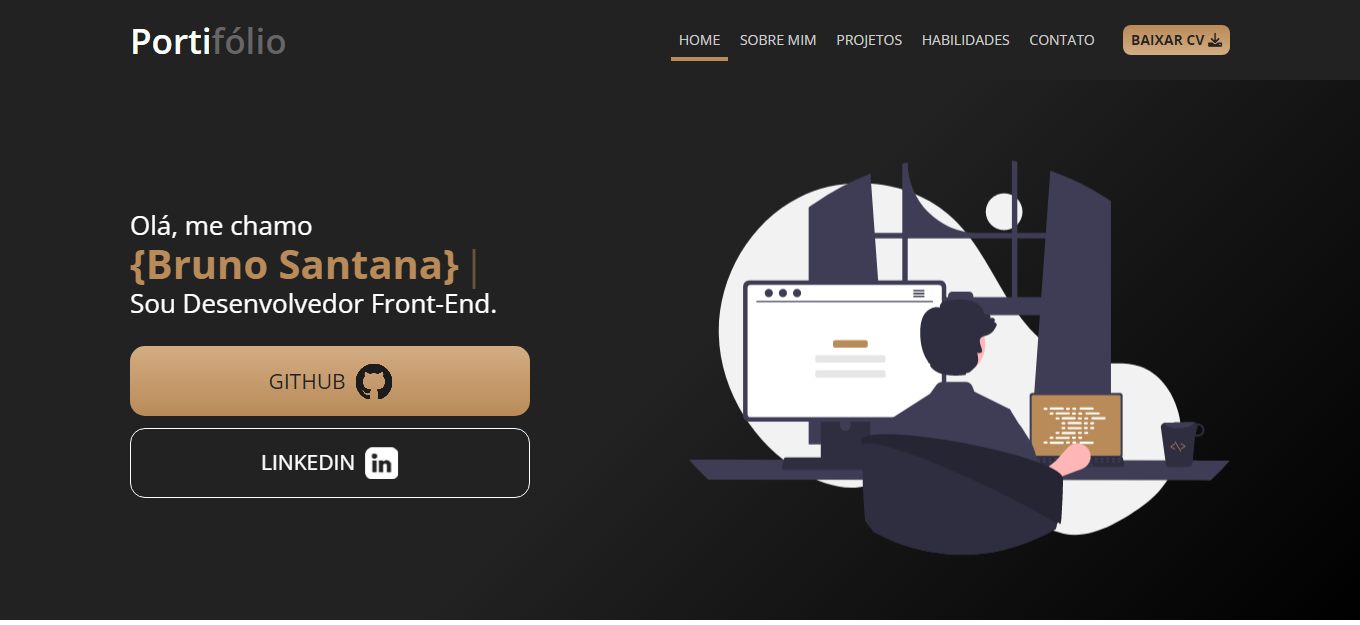 Portifólio
HOME SOBRE MIM PROJETOS HABILIDADES CONTATO BAIXAR CV
Olá, me chamo
{Bruno Santana} |
Sou Desenvolvedor Front-End.
GITHUB
LINKEDIN in